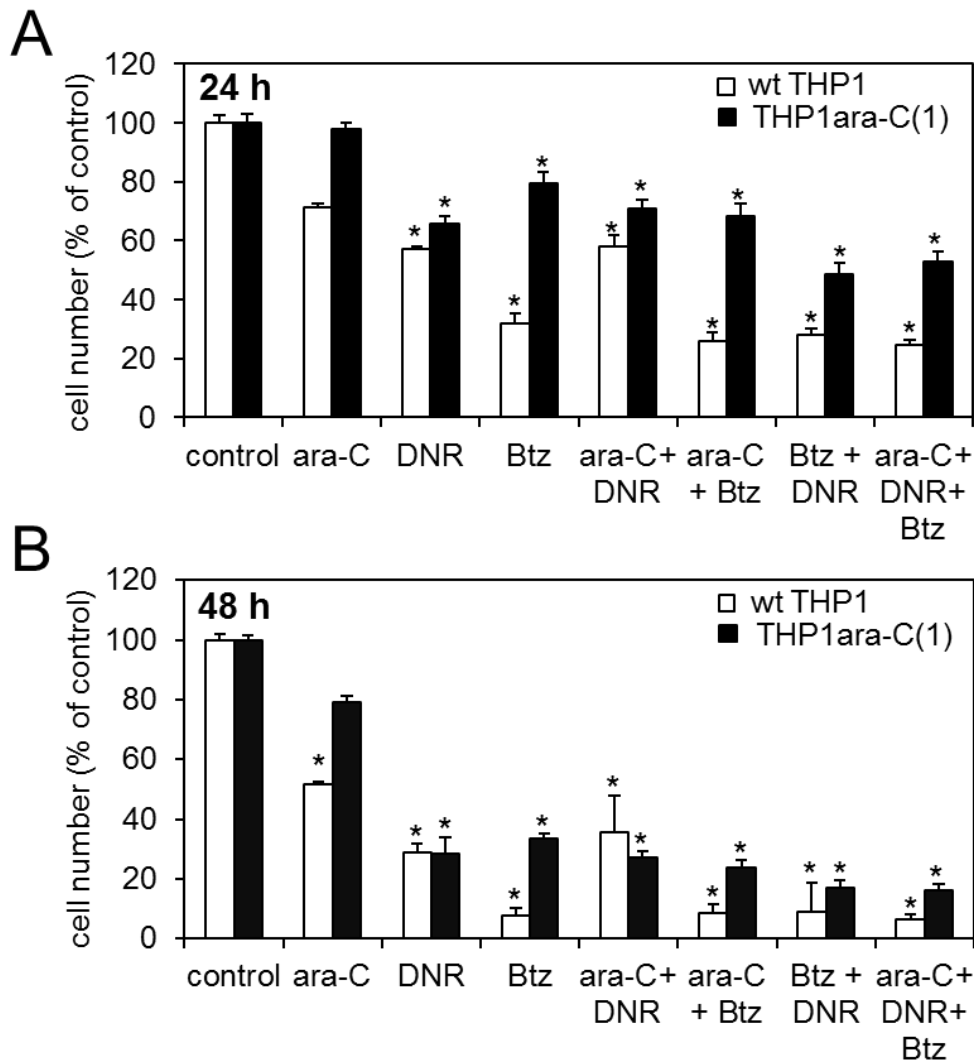 A
24 h
wt THP1
THP1ara-C(1)
cell number (% of control)
120
100
80
60
40
20
0
* * * * * * * * * * * *
control ara-C DNR Btz ara-C+ ara-C Btz + ara-C+
DNR + Btz DNR DNR+
Btz
B
48 h
wt THP1
THP1ara-C(1)
cell number (% of control)
120
100
80
60
40
20
0
* * * * * * * * * * * * *
control ara-C DNR Btz ara-C+ ara-C Btz + ara-C+
DNR + Btz DNR DNR+
Btz